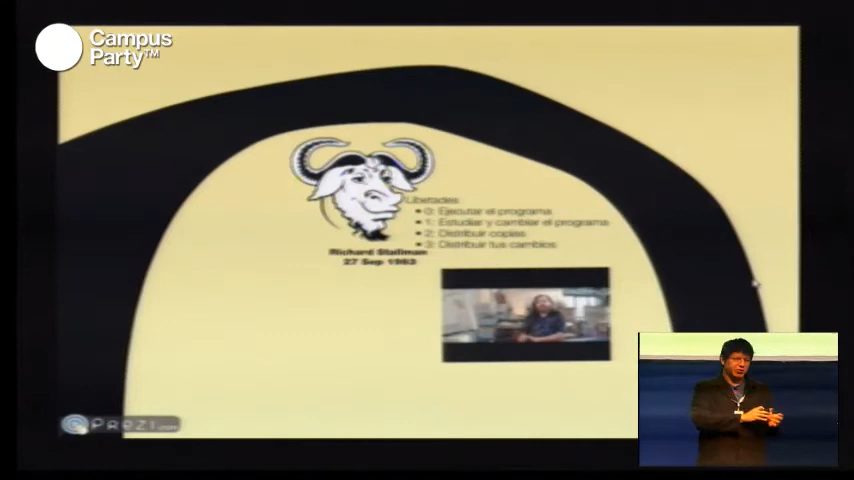 Campus
Party™
Libertades
• 0: Ejecutar el programa
• 1: Estudiar y cambiar el programa
• 2: Distribuir copias
• 3: Distribuir tus cambios
Richard Stallman
27 Sep 1983
PREZI.com